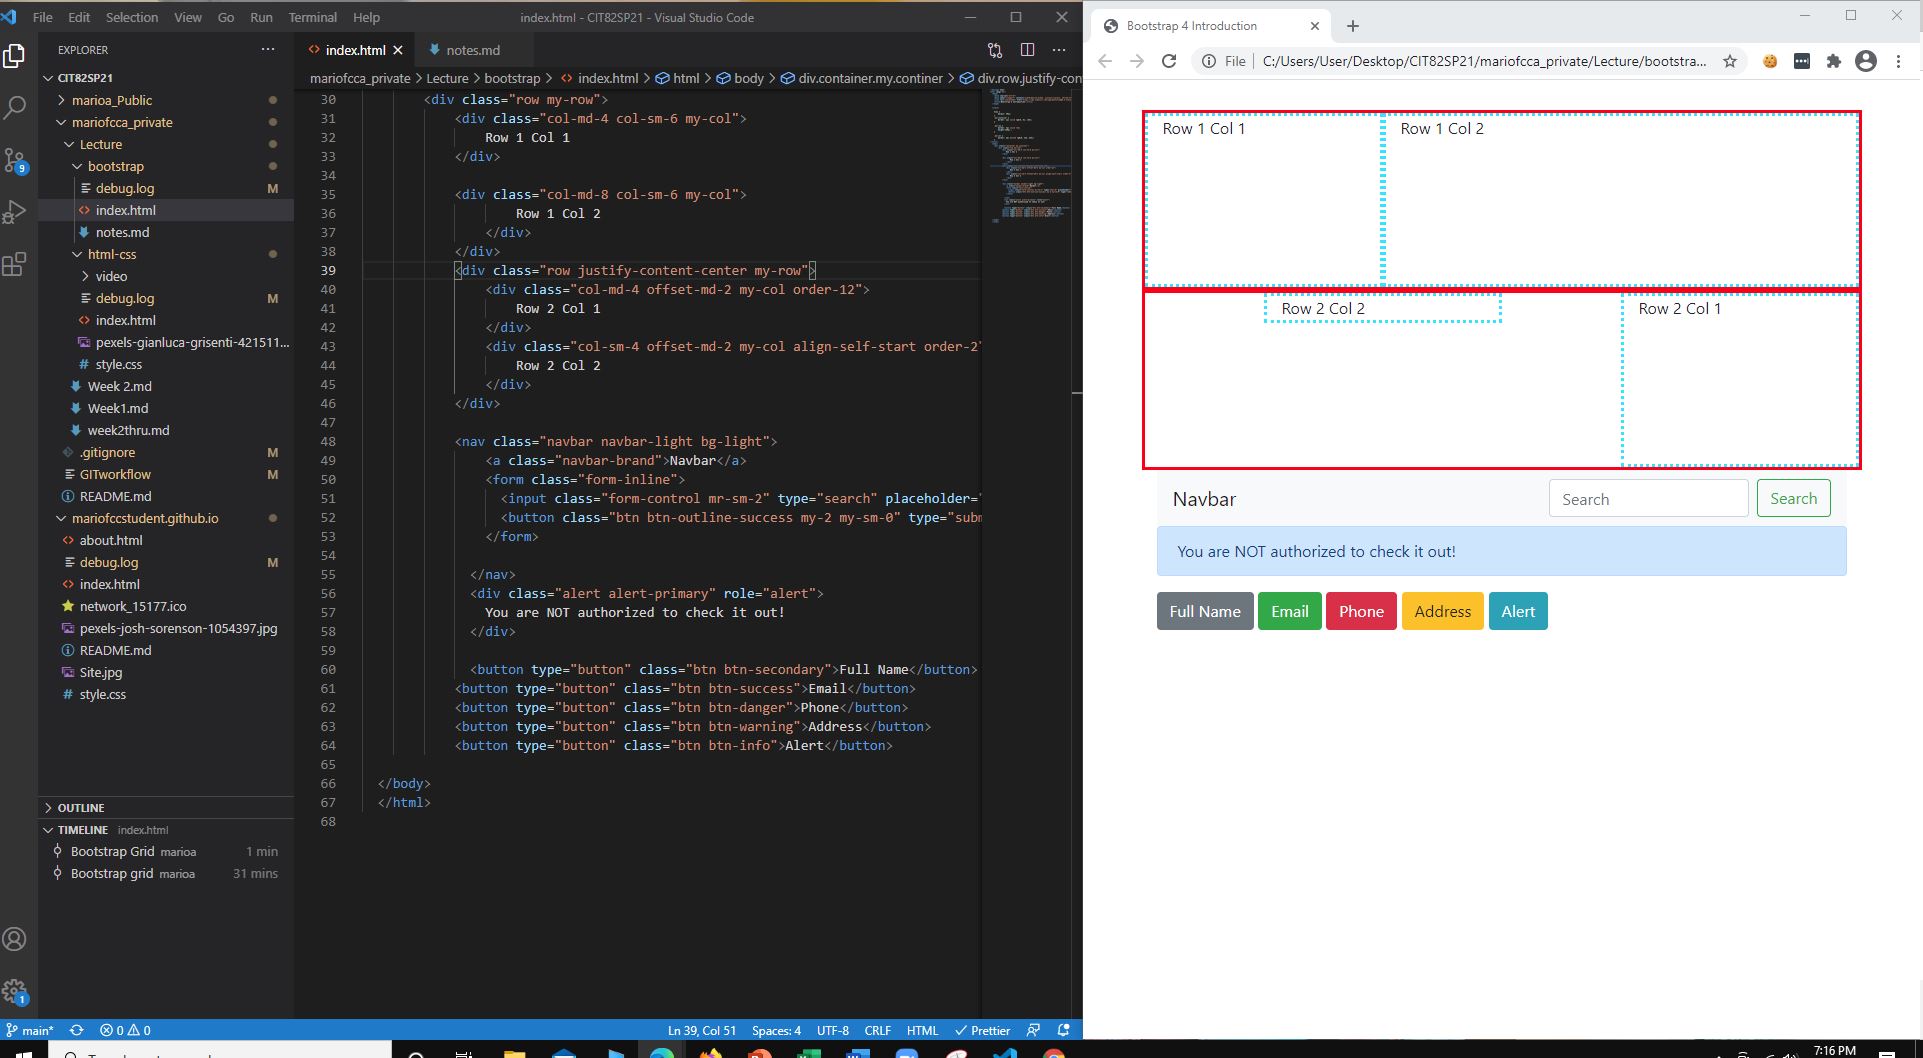 File Edit Selection View Go Run Terminal Help
index.html - CIT82SP21 - Visual Studio Code
EXPLORER
CIT82SP21
marioa_Public
mariofcca_private
Lecture
bootstrap
debug.log M
index.html
notes.md
html-css
video
debug.log M
index.html
pexels-gianluca-grisenti-421511...
# style.css
Week 2.md
Week1.md
week2thru.md
.gitignore M
GITworkflow M
README.md
mariofccstudent.github.io
about.html
debug.log M
index.html
network_15177.ico
pexels-josh-sorenson-1054397.jpg
README.md
Site.jpg
# style.css
OUTLINE
TIMELINE index.html
Bootstrap Grid marioa 1 min
Bootstrap grid marioa 31 mins
9
1
index.html
notes.md
mariofcca_private > Lecture > bootstrap > index.html > html > body > div.container.my.continer > div.row.justify-con
30 <div class="row my-row">
31 <div class="col-md-4 col-sm-6 my-col">
32 Row 1 Col 1
33 </div>
34
35 <div class="col-md-8 col-sm-6 my-col">
36 Row 1 Col 2
37 </div>
38 </div>
39 <div class="row justify-content-center my-row">
40 <div class="col-md-4 offset-md-2 my-col order-12">
41 Row 2 Col 1
42 </div>
43 <div class="col-sm-4 offset-md-2 my-col align-self-start order-2"
44 Row 2 Col 2
45 </div>
46 </div>
47
48 <nav class="navbar navbar-light bg-light">
49 <a class="navbar-brand">Navbar</a>
50 <form class="form-inline">
51 <input class="form-control mr-sm-2" type="search" placeholder="
52 <button class="btn btn-outline-success my-2 my-sm-0" type="subm
53 </form>
54
55 </nav>
56 <div class="alert alert-primary" role="alert">
57 You are NOT authorized to check it out!
58 </div>
59
60 <button type="button" class="btn btn-secondary">Full Name</button>
61 <button type="button" class="btn btn-success">Email</button>
62 <button type="button" class="btn btn-danger">Phone</button>
63 <button type="button" class="btn btn-warning">Address</button>
64 <button type="button" class="btn btn-info">Alert</button>
65
66 </body>
67 </html>
68
main* 0 0 Ln 39, Col 51 Spaces: 4 UTF-8 CRLF HTML Prettier
Bootstrap 4 Introduction
File C:/Users/User/Desktop/CIT82SP21/mariofcca_private/Lecture/bootstra...
Row 1 Col 1 Row 1 Col 2
Row 2 Col 2 Row 2 Col 1
Navbar Search Search
You are NOT authorized to check it out!
Full Name Email Phone Address Alert
7:16 PM